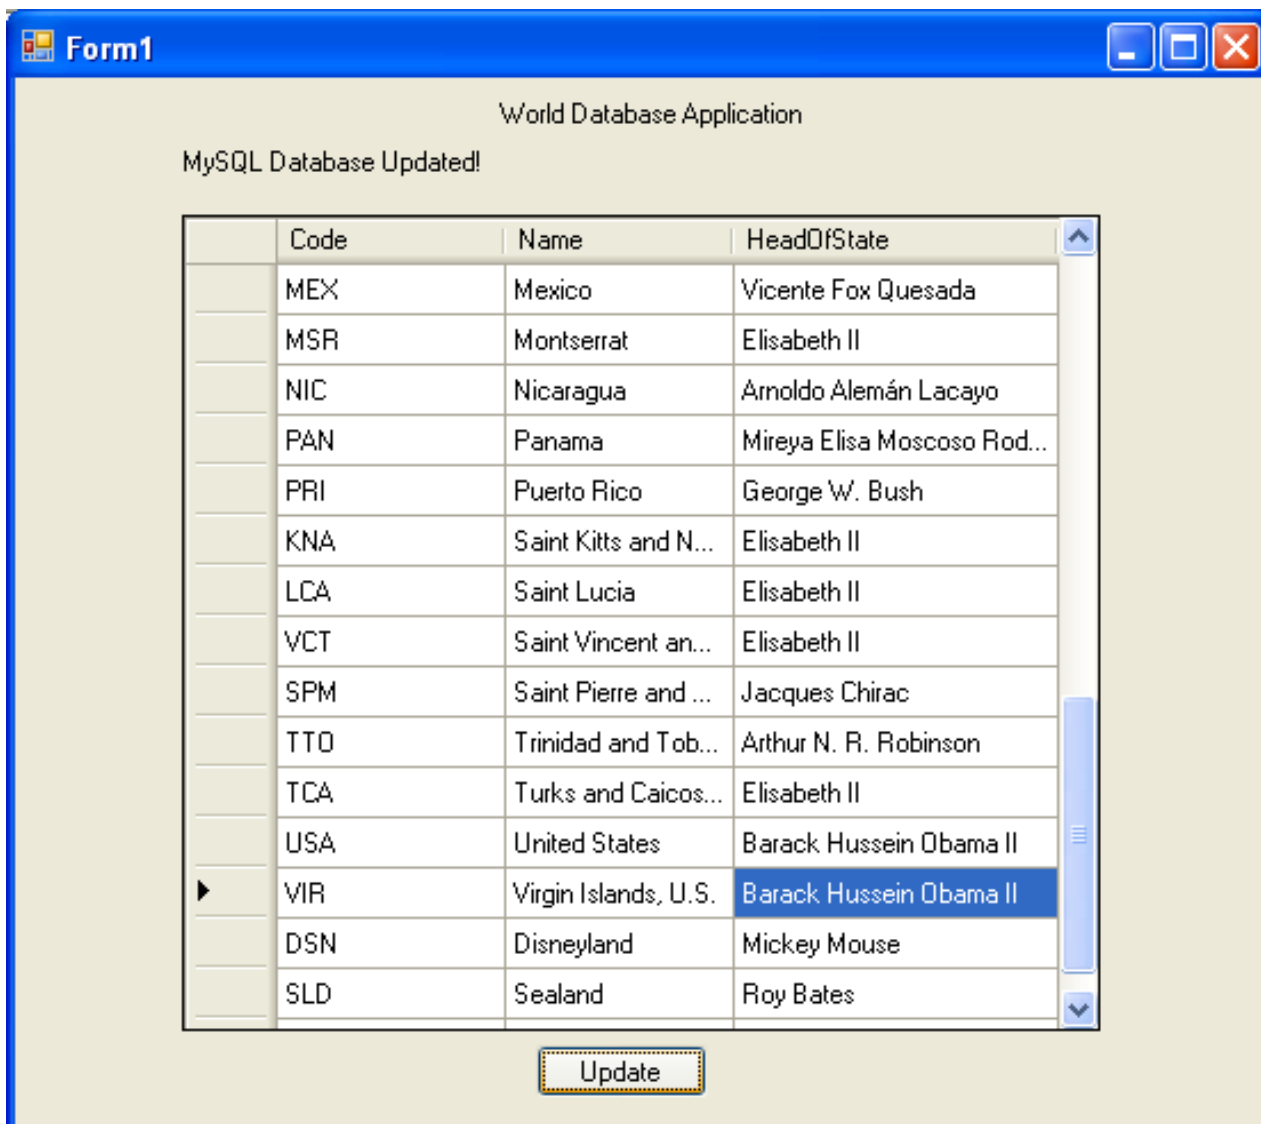 Form1
World Database Application
MySQL Database Updated!
Code Name HeadOfState
MEX Mexico Vicente Fox Quesada
MSR Montserrat Elisabeth II
NIC Nicaragua Arnoldo Alemán Lacayo
PAN Panama Mireya Elisa Moscoso Rod...
PRI Puerto Rico George W. Bush
KNA Saint Kitts and N... Elisabeth II
LCA Saint Lucia Elisabeth II
VCT Saint Vincent an... Elisabeth II
SPM Saint Pierre and ... Jacques Chirac
TTO Trinidad and Tob... Arthur N. R. Robinson
TCA Turks and Caicos... Elisabeth II
USA United States Barack Hussein Obama II
VIR Virgin Islands, U.S. Barack Hussein Obama II
DSN Disneyland Mickey Mouse
SLD Sealand Roy Bates
Update